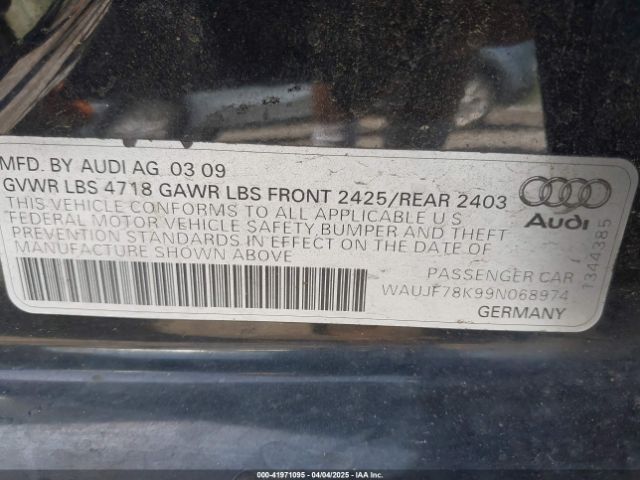 MFD. BY AUDI AG 03 09
GVWR LBS 4718 GAWR LBS FRONT 2425/REAR 2403
THIS VEHICLE CONFORMS TO ALL APPLICABLE U S
FEDERAL MOTOR VEHICLE SAFETY, BUMPER AND THEFT
PREVENTION STANDARDS IN EFFECT ON THE DATE OF
MANUFACTURE SHOWN ABOVE
Audi
1344385
PASSENGER CAR
WAUJF78K99N068974
GERMANY
000-41971095 - 04/04/2025 - IAAI.COM